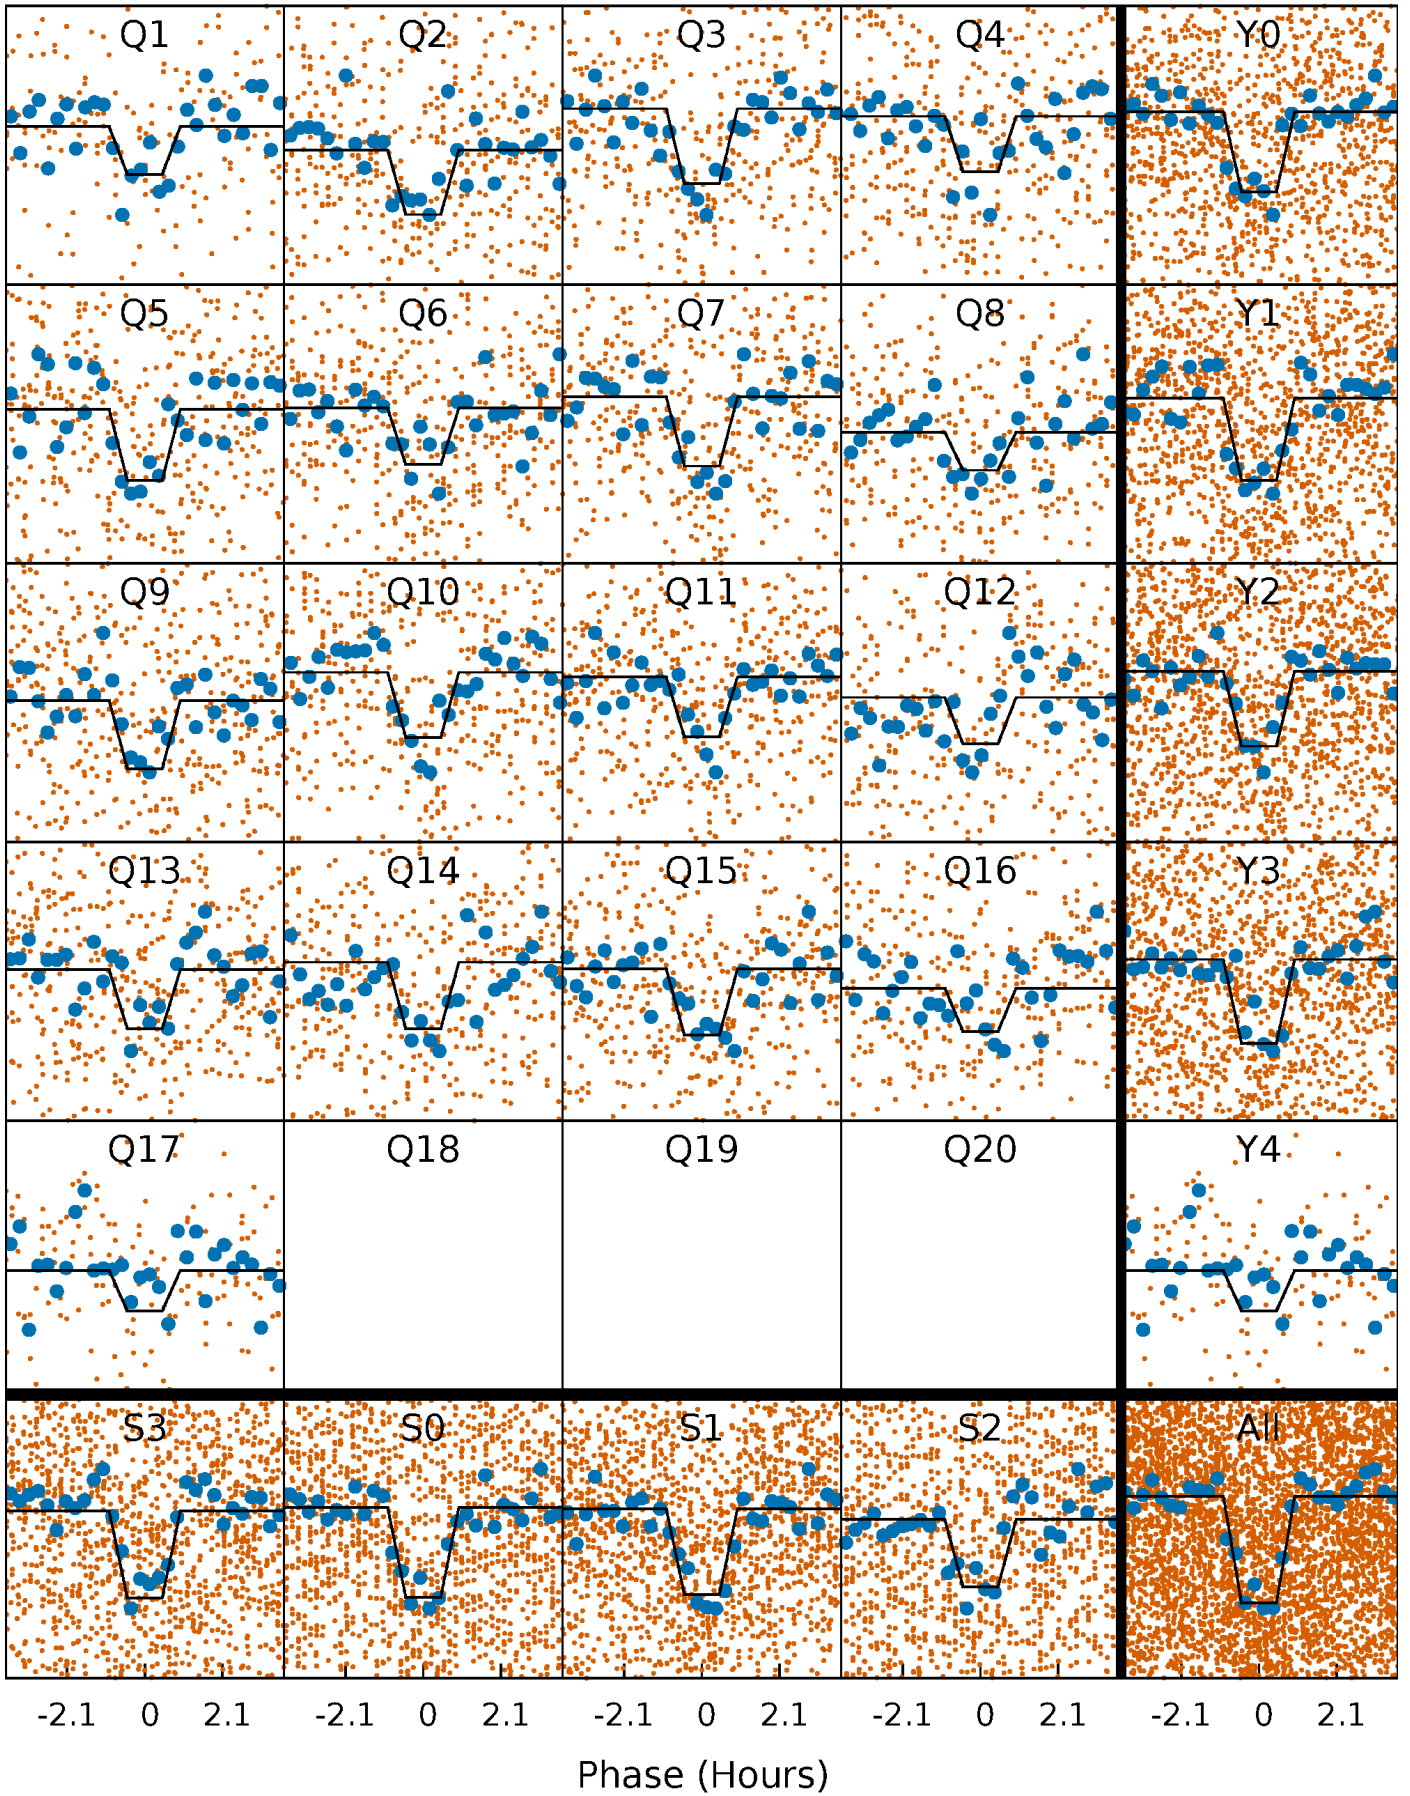 Q1 Q2 Q3 Q4 Y0
Q5 Q6 Q7 Q8 Y1
Q9 Q10 Q11 Q12 Y2
Q13 Q14 Q15 Q16 Y3
Q17 Q18 Q19 Q20 Y4
S3 S0 S1 S2 All
-2.1 0 2.1 -2.1 0 2.1 -2.1 0 2.1 -2.1 0 2.1 -2.1 0 2.1
Phase (Hours)